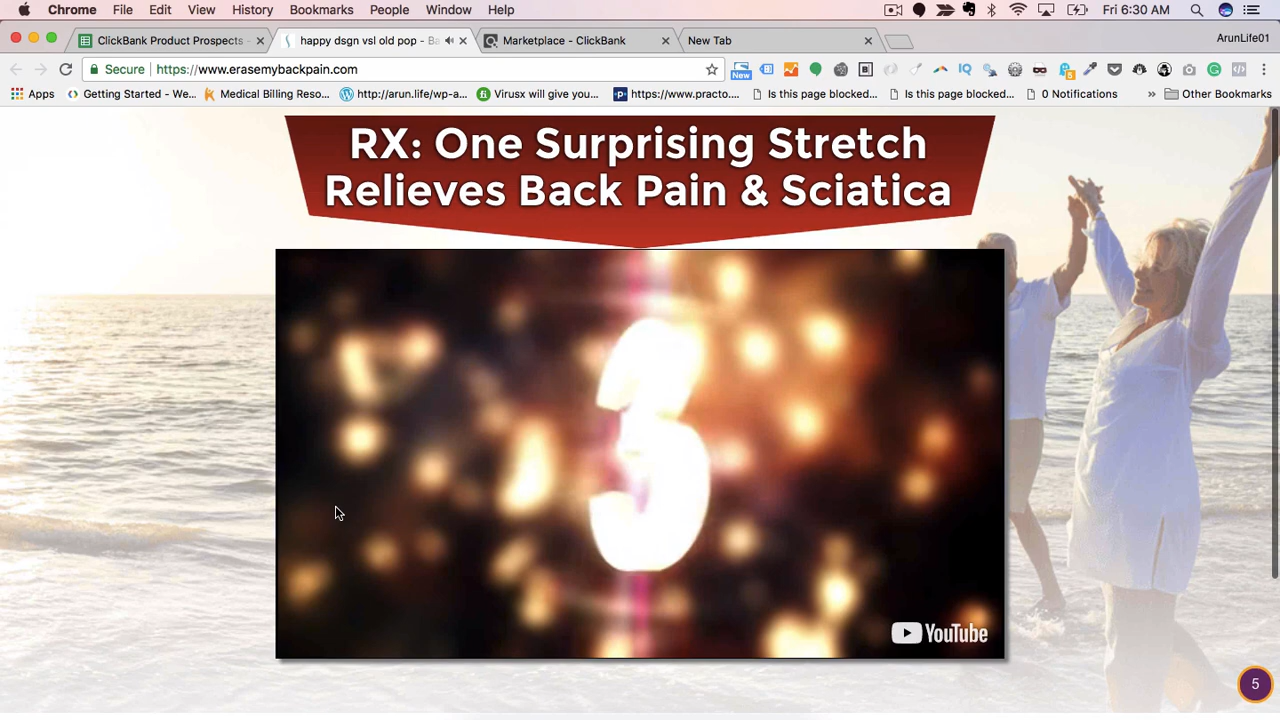 Chrome File Edit View History Bookmarks People Window Help Fri 6:30 AM
ClickBank Product Prospects - happy dsgn vsl old pop - Ba Marketplace - ClickBank New Tab ArunLife01
Secure https://www.erasemybackpain.com New 5
Apps Getting Started - We... Medical Billing Reso... http://arun.life/wp-a... Virusx will give you... https://www.practo.... Is this page blocked... Is this page blocked... 0 Notifications » Other Bookmarks
RX: One Surprising Stretch
Relieves Back Pain & Sciatica
3
YouTube
5